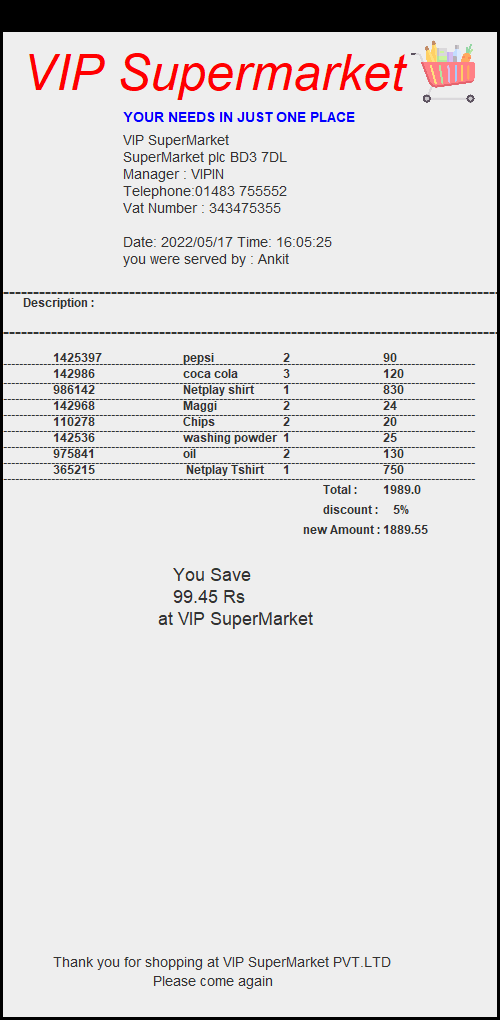 VIP Supermarket
YOUR NEEDS IN JUST ONE PLACE
VIP SuperMarket
SuperMarket plc BD3 7DL
Manager : VIPIN
Telephone:01483 755552
Vat Number : 343475355
Date: 2022/05/17 Time: 16:05:25
you were served by : Ankit
Description :
1425397 pepsi 2 90
142986 coca cola 3 120
986142 Netplay shirt 1 830
142968 Maggi 2 24
110278 Chips 2 20
142536 washing powder 1 25
975841 oil 2 130
365215 Netplay Tshirt 1 750
Total : 1989.0
discount : 5%
new Amount : 1889.55
You Save
99.45 Rs
at VIP SuperMarket
Thank you for shopping at VIP SuperMarket PVT.LTD
Please come again